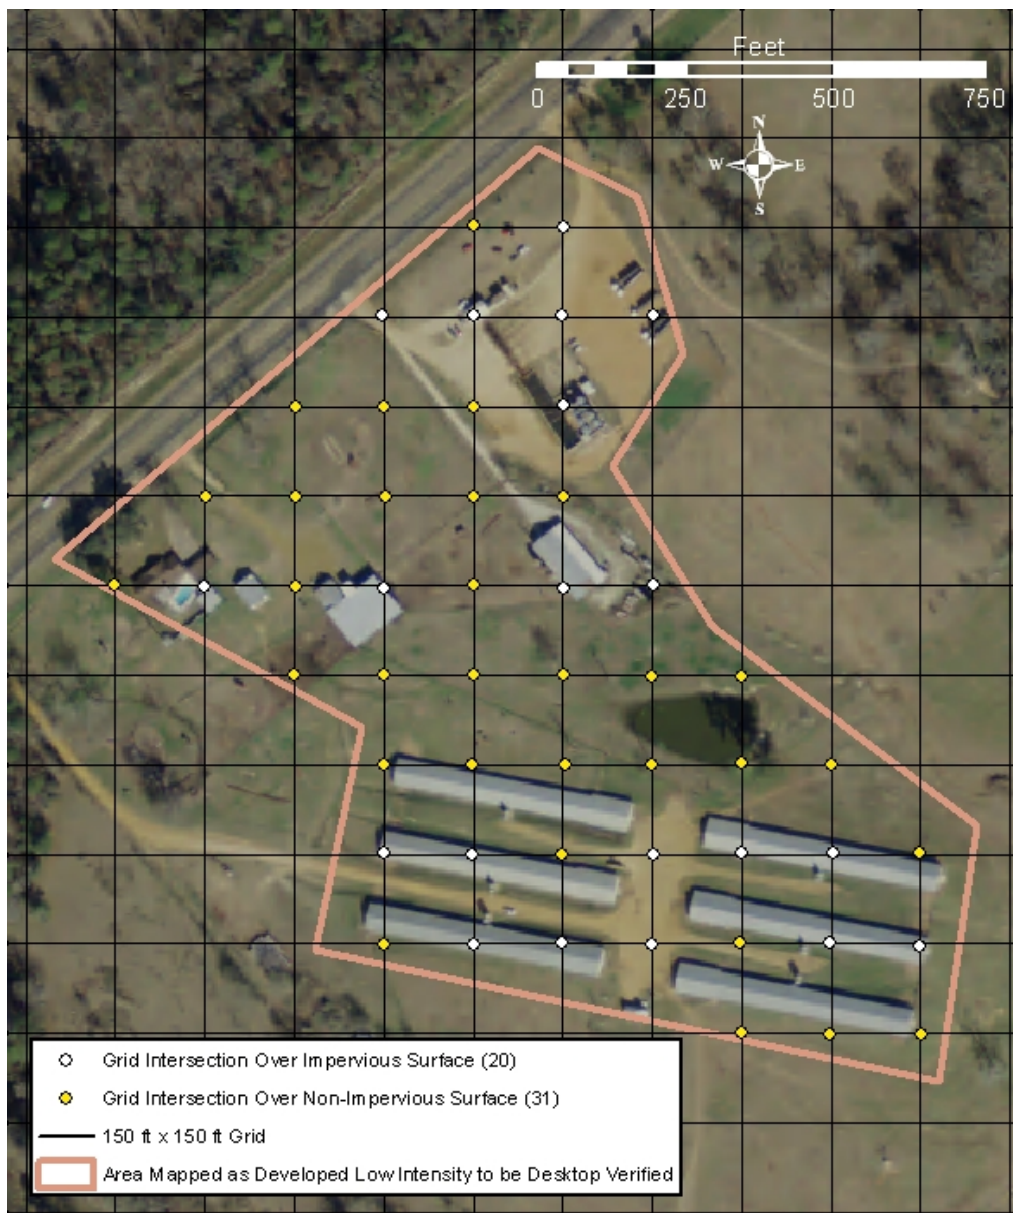 Feet
0 250 500 750
N
W E
S
Grid Intersection Over Impervious Surface (20)
Grid Intersection Over Non-Impervious Surface (31)
150 ft x 150 ft Grid
Area Mapped as Developed Low Intensity to be Desktop Verified